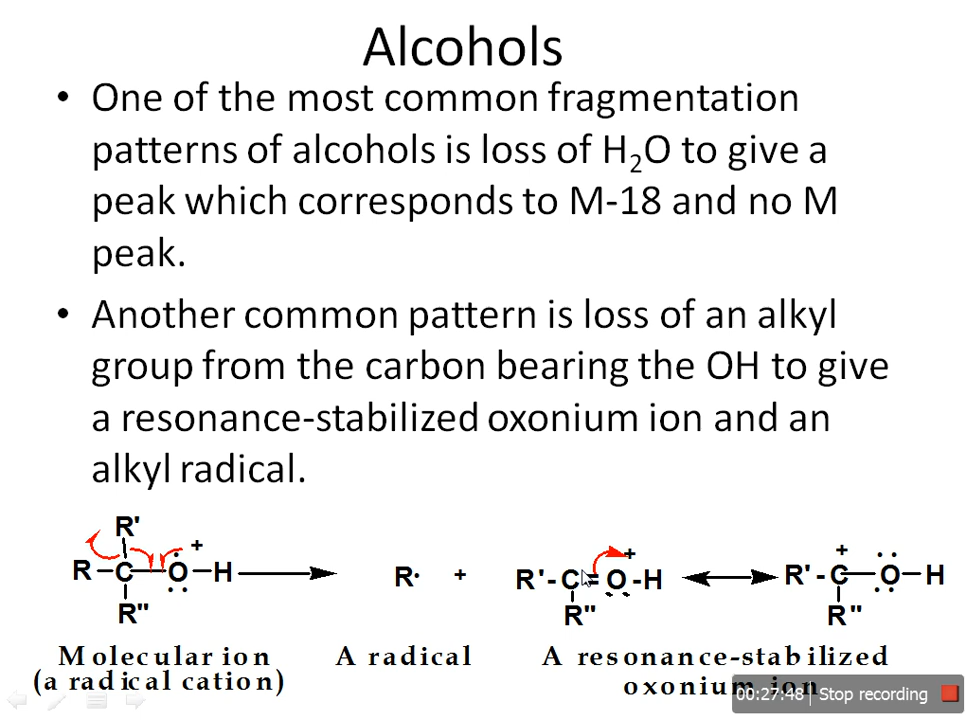 Alcohols
• One of the most common fragmentation
patterns of alcohols is loss of H₂O to give a
peak which corresponds to M-18 and no M
peak.
• Another common pattern is loss of an alkyl
group from the carbon bearing the OH to give
a resonance-stabilized oxonium ion and an
alkyl radical.
R'
R–C–O–H +
R"
R· + R'-C=O-H +
R"
R'-C–O–H +
R"
Molecular ion
(a radical cation)
A radical
A resonance-stabilized
oxonium ion
00:27:48 Stop recording